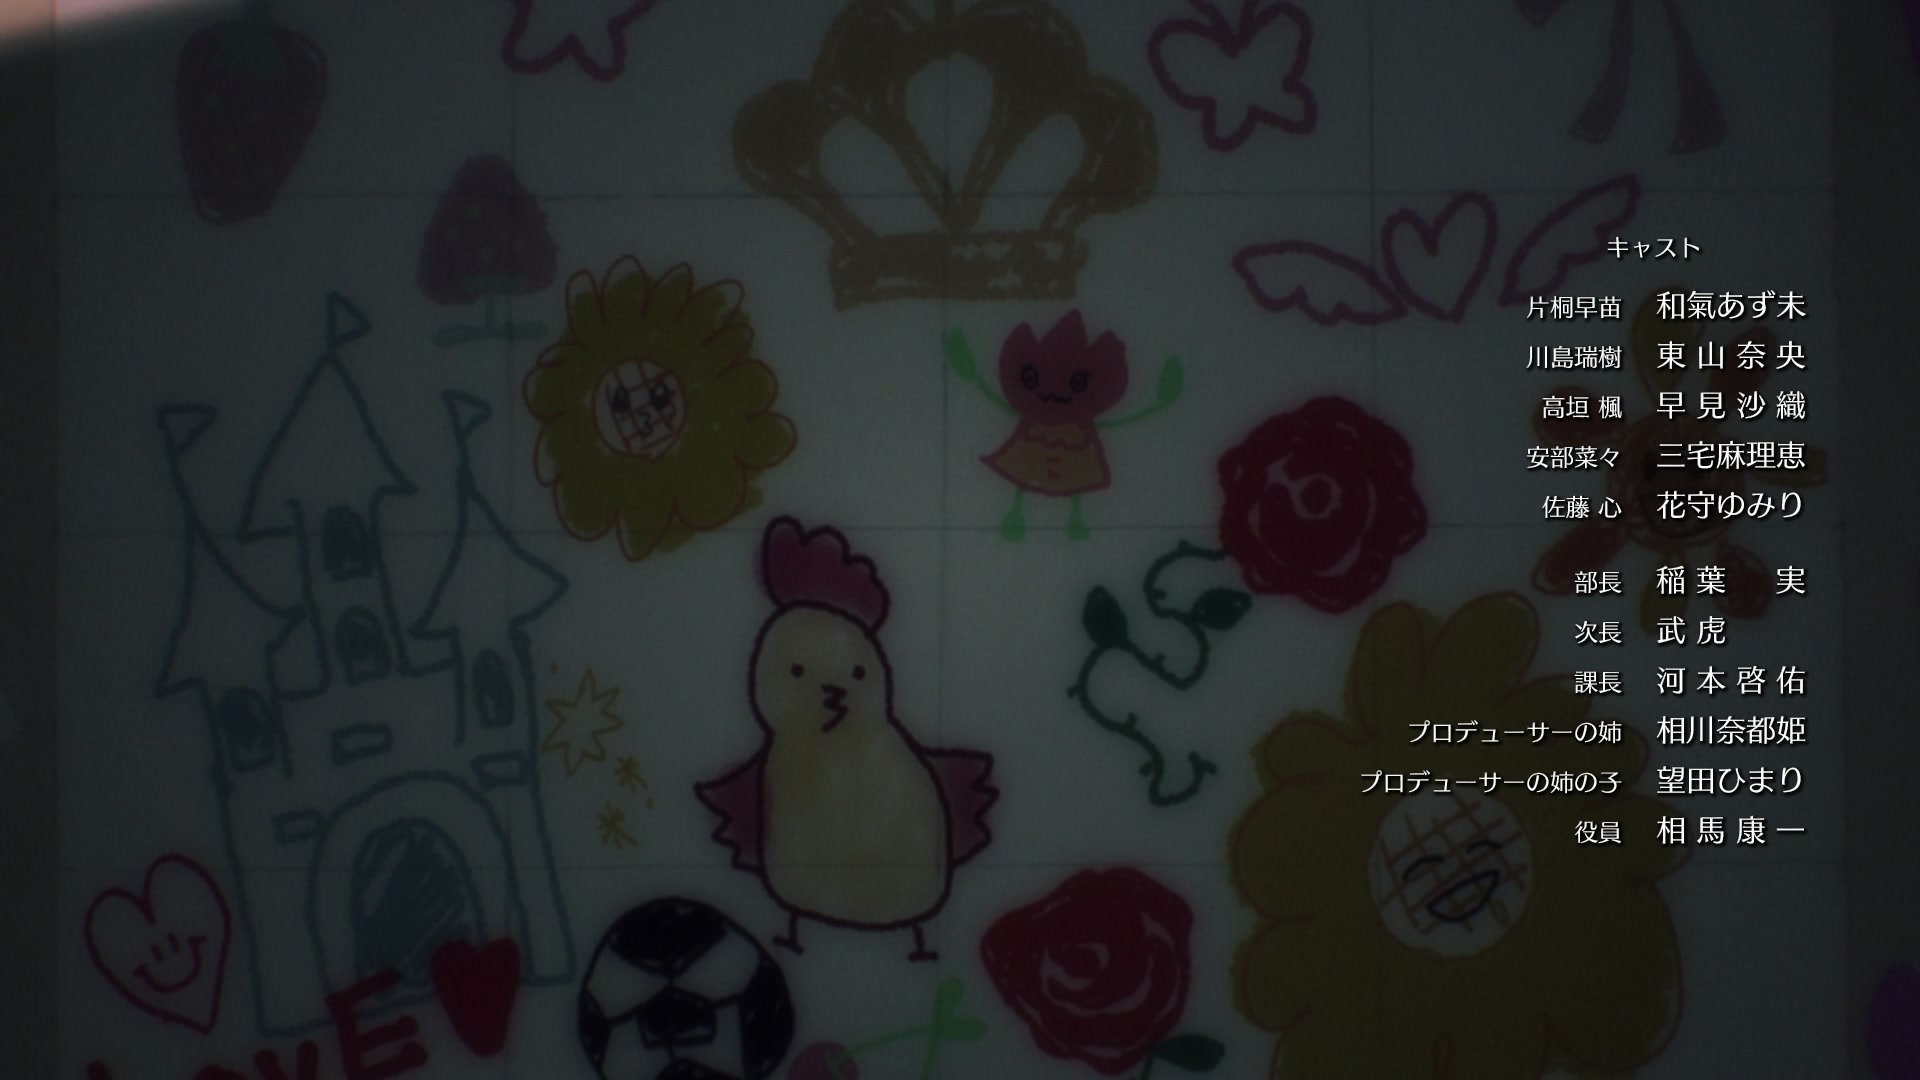 キャスト
片桐早苗 和氣あず未
川島瑞樹 東山奈央
高垣 楓 早見沙織
安部菜々 三宅麻理恵
佐藤 心 花守ゆみり
部長 稲葉 実
次長 武虎
課長 河本啓佑
プロデューサーの姉 相川奈都姫
プロデューサーの姉の子 望田ひまり
役員 相馬康一
LOVE